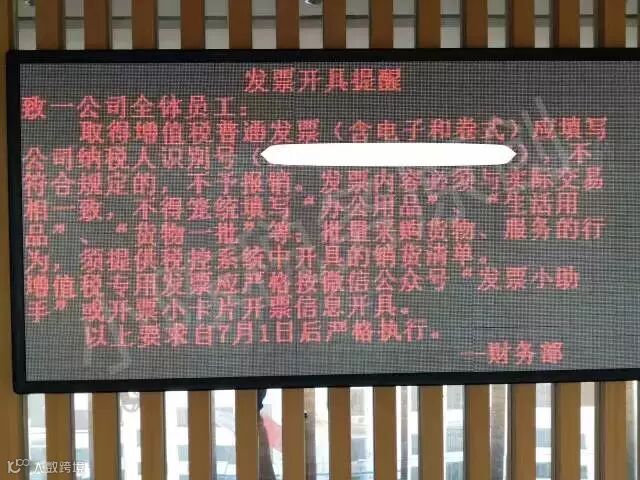 发票开具提醒
致一公司全体员工：
取得增值税普通发票（含电子和卷式）应填写
公司纳税人识别号（ ），不
符合规定的，不予报销。发票内容必须与实际交易
相一致，不得笼统填写“办公用品”、“生活用
品”、“货物一批”等。批量采购货物、服务的行
为，须提供税控系统中开具的销货清单。
增值税专用发票应严格按微信公众号“发票小助
手”或开票小卡片开票信息开具。
以上要求自7月1日后严格执行。
—财务部
大数跨境